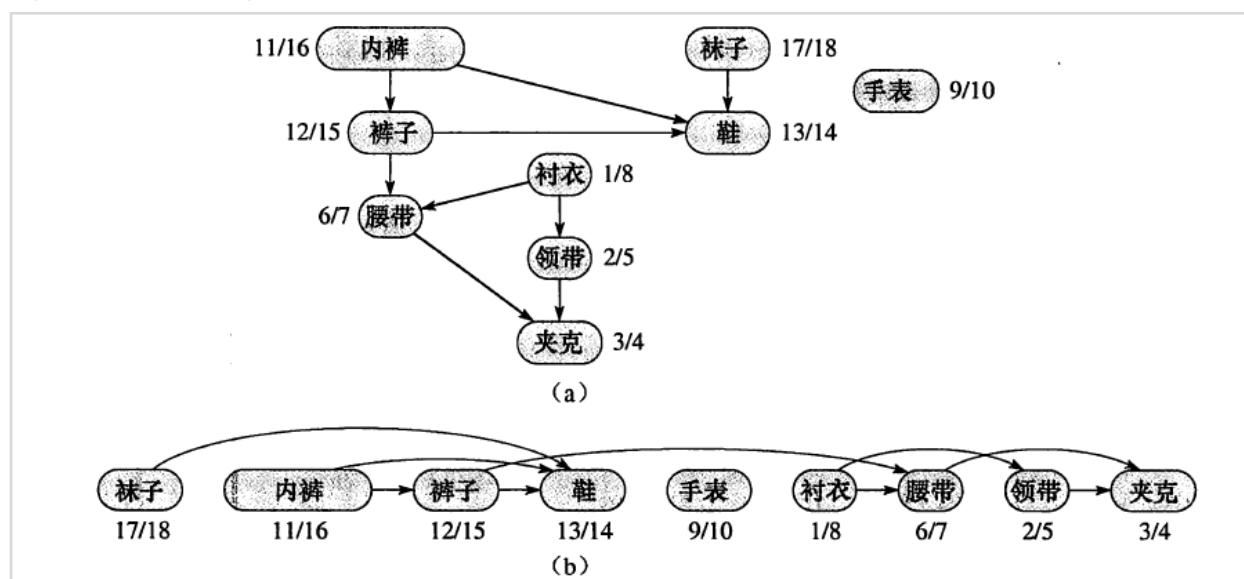 11/16 内裤 袜子 17/18
手表 9/10
12/15 裤子 鞋 13/14
衬衣 1/8
6/7 腰带
领带 2/5
夹克 3/4
(a)
袜子 内裤 裤子 鞋 手表 衬衣 腰带 领带 夹克
17/18 11/16 12/15 13/14 9/10 1/8 6/7 2/5 3/4
(b)